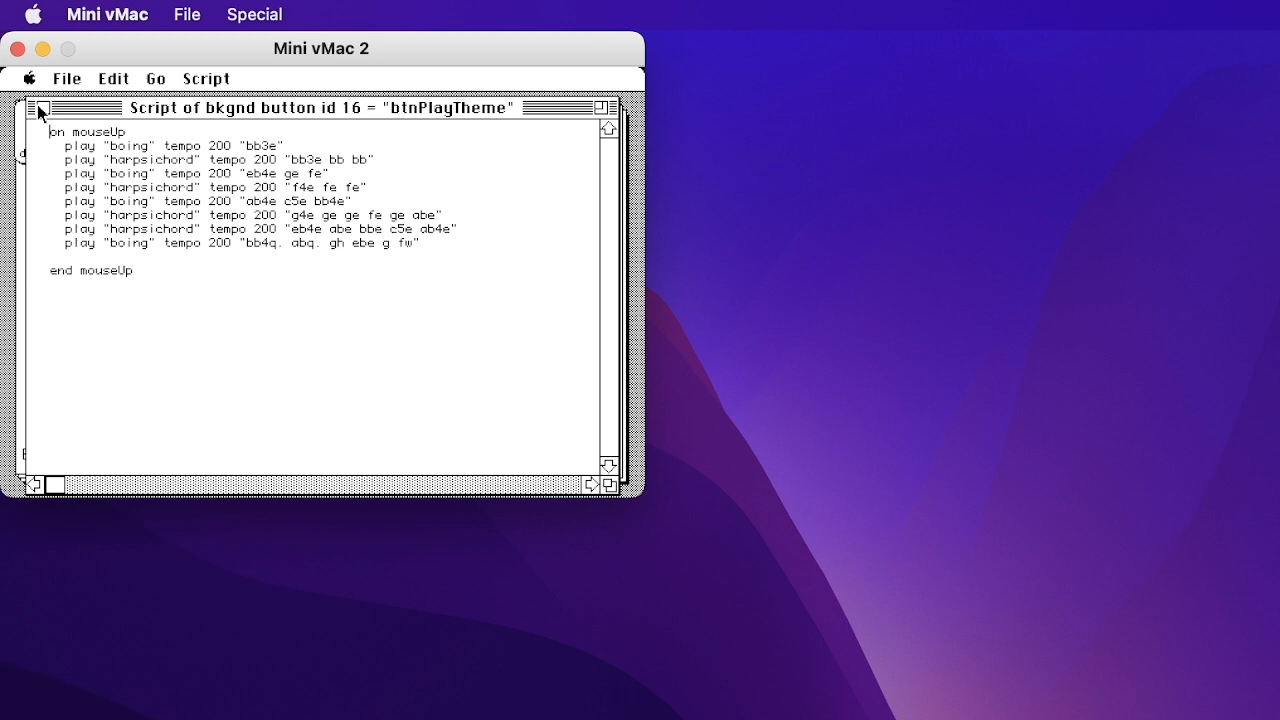 Mini vMac File Special
Mini vMac 2
File Edit Go Script
Script of bkgnd button id 16 = "btnPlayTheme"
on mouseUp
play "boing" tempo 200 "bb3e"
play "harpsichord" tempo 200 "bb3e bb bb"
play "boing" tempo 200 "eb4e ge fe"
play "harpsichord" tempo 200 "f4e fe fe"
play "boing" tempo 200 "ab4e c5e bb4e"
play "harpsichord" tempo 200 "g4e ge ge fe ge abe"
play "harpsichord" tempo 200 "eb4e abe bbe c5e ab4e"
play "boing" tempo 200 "bb4q. abq. gh ebe g fw"
end mouseUp